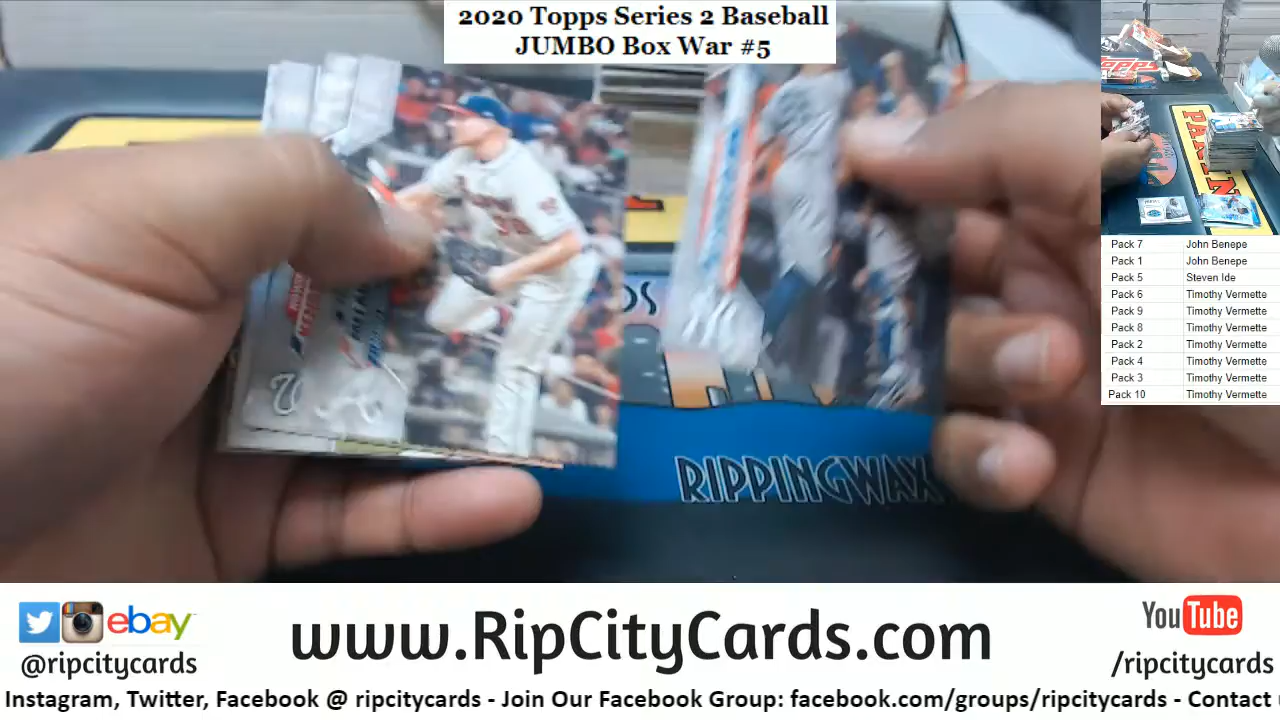 2020 Topps Series 2 Baseball
JUMBO Box War #5
Pack 7 John Benepe
Pack 1 John Benepe
Pack 5 Steven Ide
Pack 6 Timothy Vermette
Pack 9 Timothy Vermette
Pack 8 Timothy Vermette
Pack 2 Timothy Vermette
Pack 4 Timothy Vermette
Pack 3 Timothy Vermette
Pack 10 Timothy Vermette
RIPPINGWAX
ebay
@ripcitycards
www.RipCityCards.com
YouTube
/ripcitycards
Instagram, Twitter, Facebook @ ripcitycards - Join Our Facebook Group: facebook.com/groups/ripcitycards - Contact